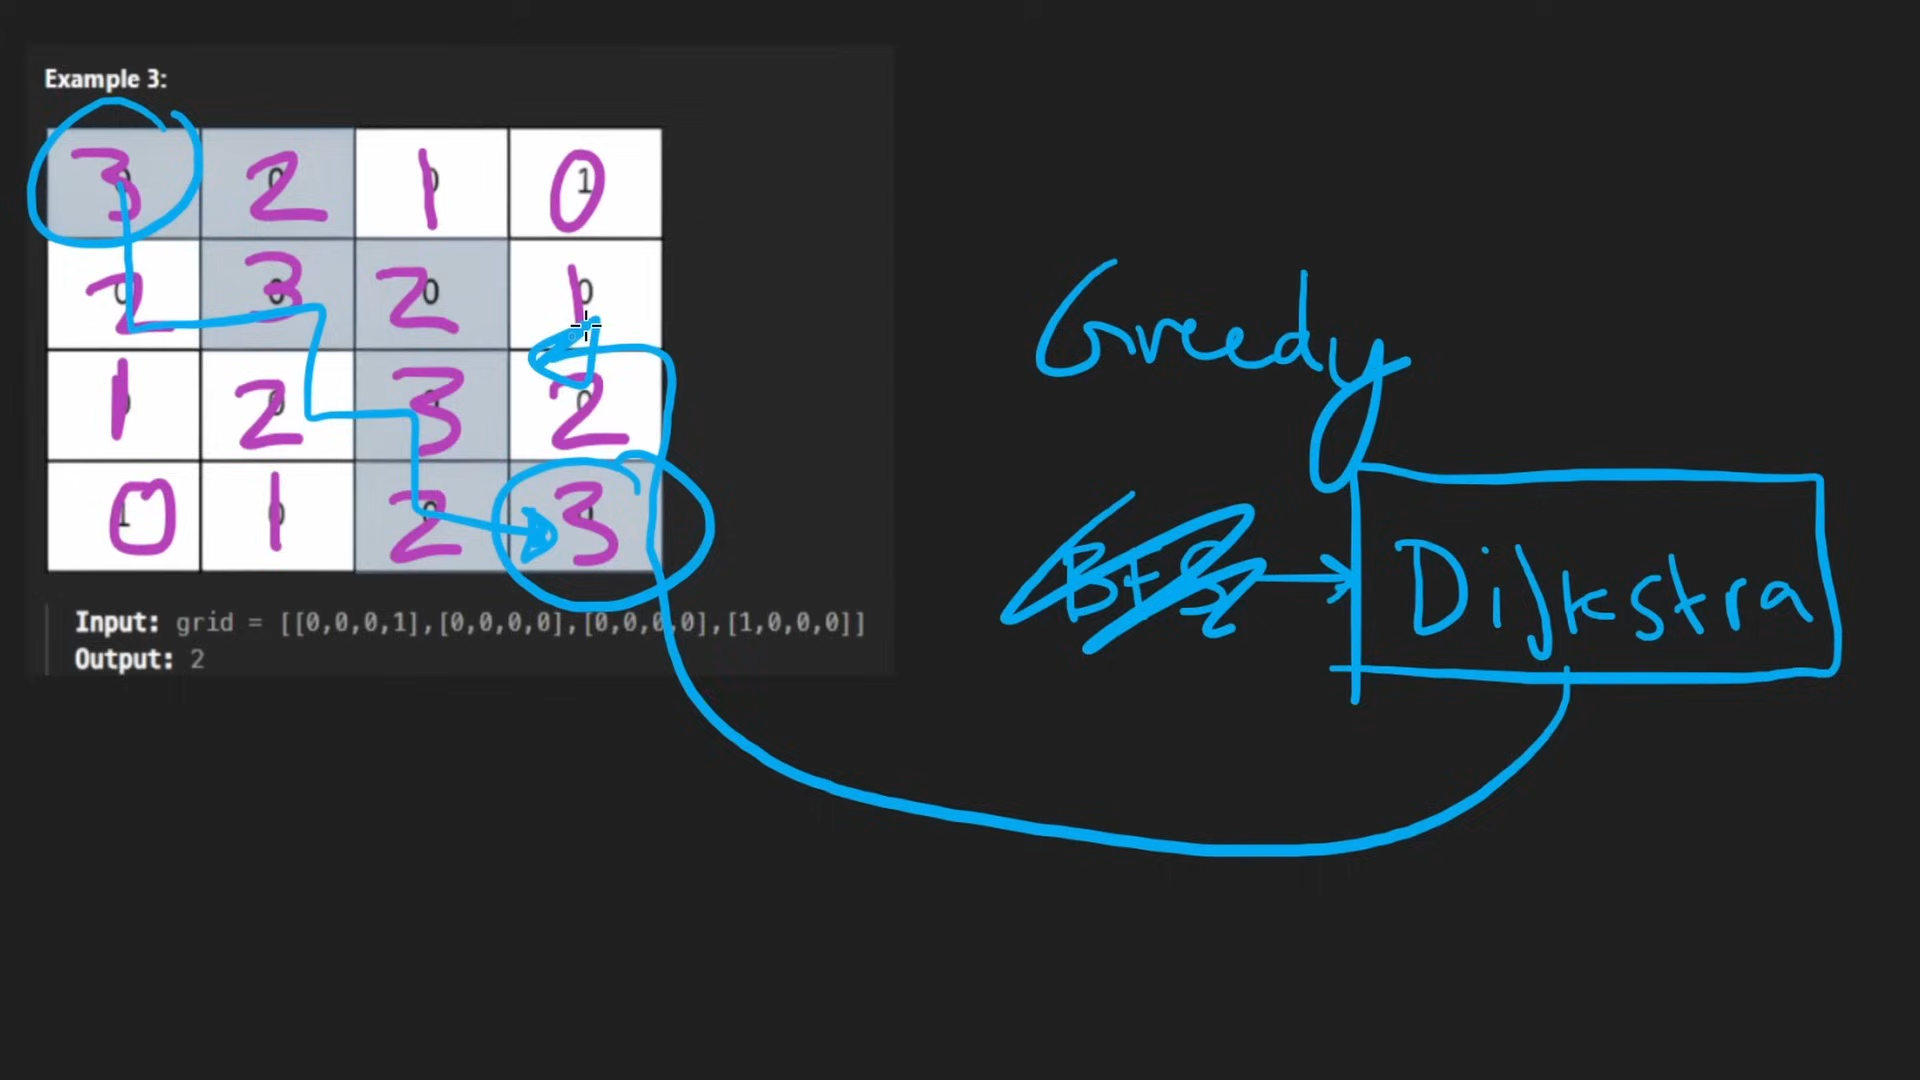 Example 3:
3 2 1 0
2 3 2 1
1 2 3 2
0 1 2 3
Input: grid = [[0,0,0,1],[0,0,0,0],[0,0,0,0],[1,0,0,0]]
Output: 2
Greedy
BFS
Dijkstra